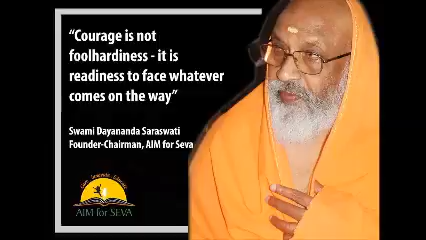 “Courage is not
foolhardiness - it is
readiness to face whatever
comes on the way”
Swami Dayananda Saraswati
Founder-Chairman, AIM for Seva
AIM for SEVA